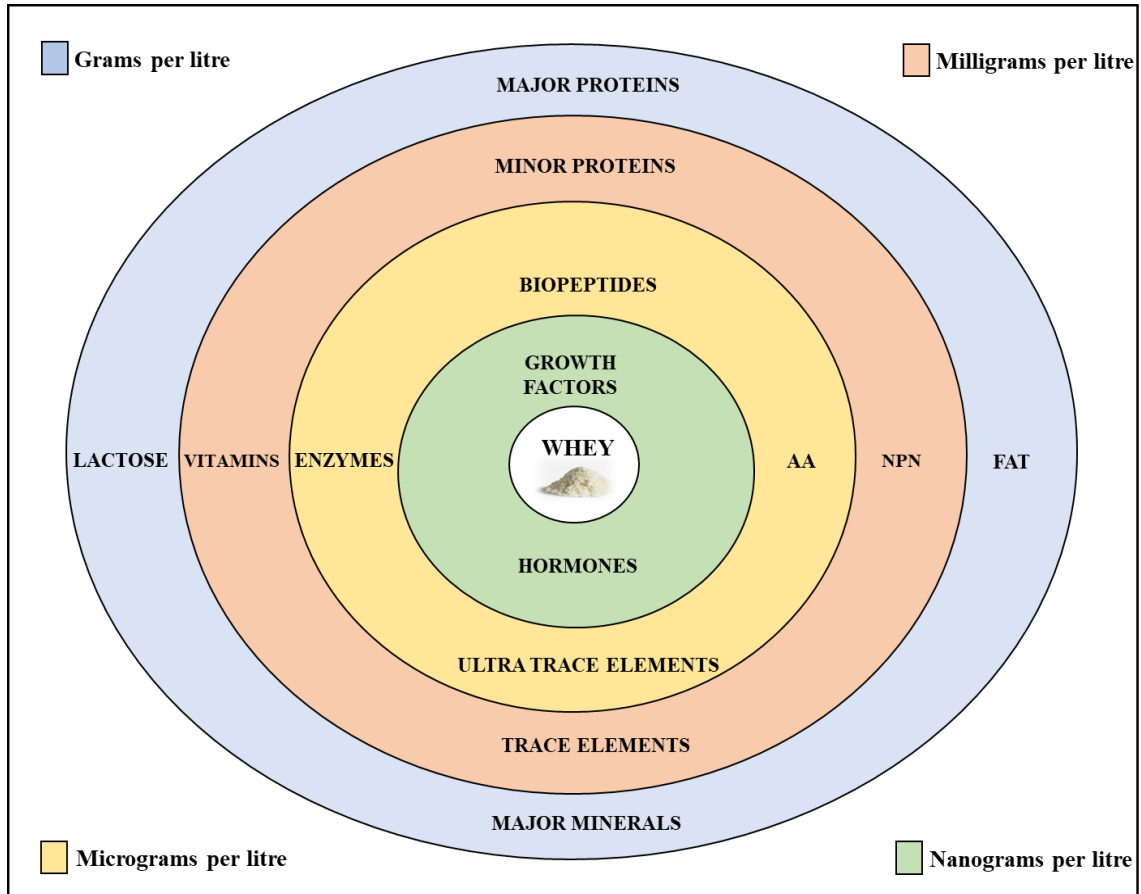 Grams per litre
Milligrams per litre
MAJOR PROTEINS
MINOR PROTEINS
BIOPEPTIDES
GROWTH
FACTORS
WHEY
LACTOSE
VITAMINS
ENZYMES
AA
NPN
FAT
HORMONES
ULTRA TRACE ELEMENTS
TRACE ELEMENTS
MAJOR MINERALS
Micrograms per litre
Nanograms per litre